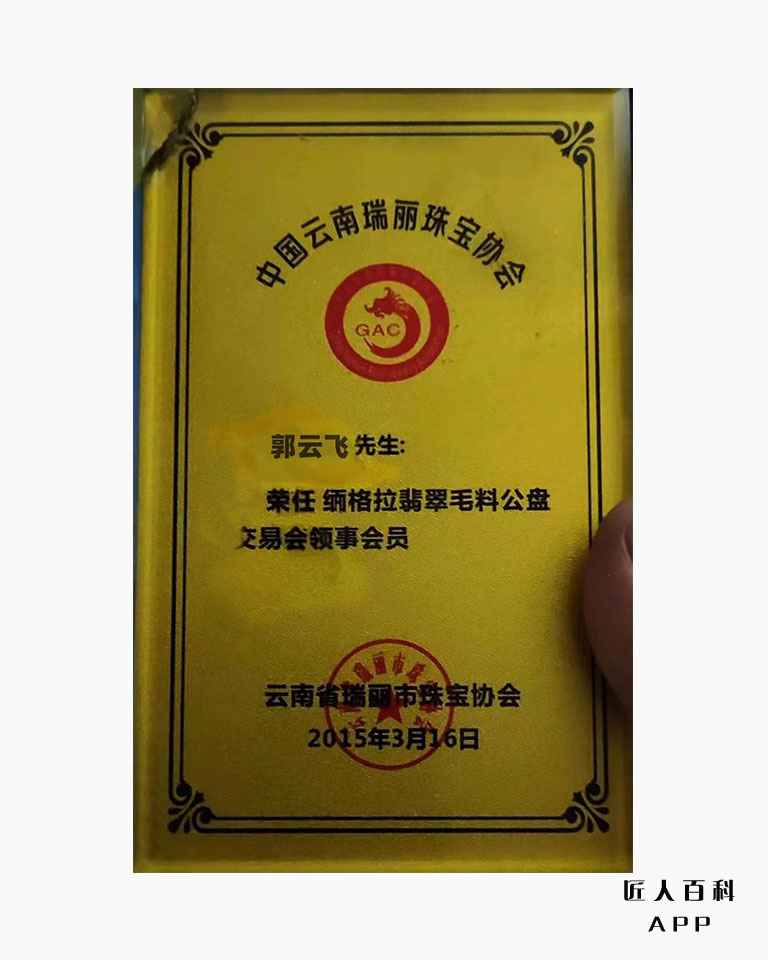 中国云南瑞丽珠宝协会
GAC
郭云飞 先生:
荣任 缅格拉翡翠毛料公盘
交易会领事会员
云南省瑞丽市珠宝协会
2015年3月16日
匠人百科
APP